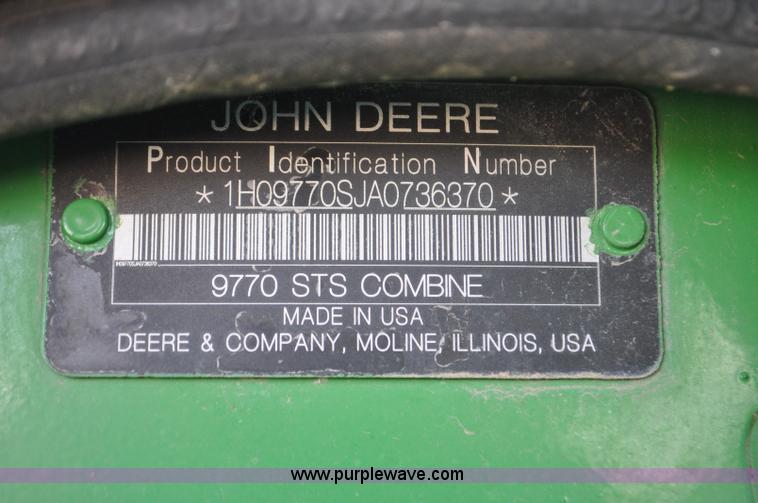 JOHN DEERE
Product Identification Number
* 1H09770SJA0736370 *
1H09770SJA0736370
9770 STS COMBINE
MADE IN USA
DEERE & COMPANY, MOLINE, ILLINOIS, USA
www.purplewave.com